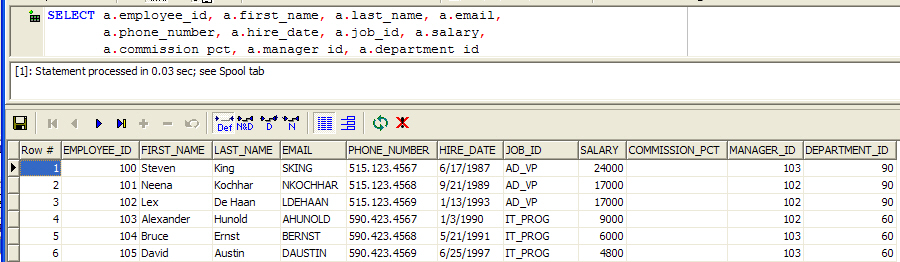 SELECT a.employee_id, a.first_name, a.last_name, a.email,
a.phone_number, a.hire_date, a.job_id, a.salary,
a.commission_pct, a.manager_id, a.department_id
[1]: Statement processed in 0.03 sec; see Spool tab
Def N&D D N
Row # EMPLOYEE_ID FIRST_NAME LAST_NAME EMAIL PHONE_NUMBER HIRE_DATE JOB_ID SALARY COMMISSION_PCT MANAGER_ID DEPARTMENT_ID
1 100 Steven King SKING 515.123.4567 6/17/1987 AD_VP 24000 103 90
2 101 Neena Kochhar NKOCHHAR 515.123.4568 9/21/1989 AD_VP 17000 102 90
3 102 Lex De Haan LDEHAAN 515.123.4569 1/13/1993 AD_VP 17000 103 90
4 103 Alexander Hunold AHUNOLD 590.423.4567 1/3/1990 IT_PROG 9000 102 60
5 104 Bruce Ernst BERNST 590.423.4568 5/21/1991 IT_PROG 6000 103 60
6 105 David Austin DAUSTIN 590.423.4569 6/25/1997 IT_PROG 4800 103 60